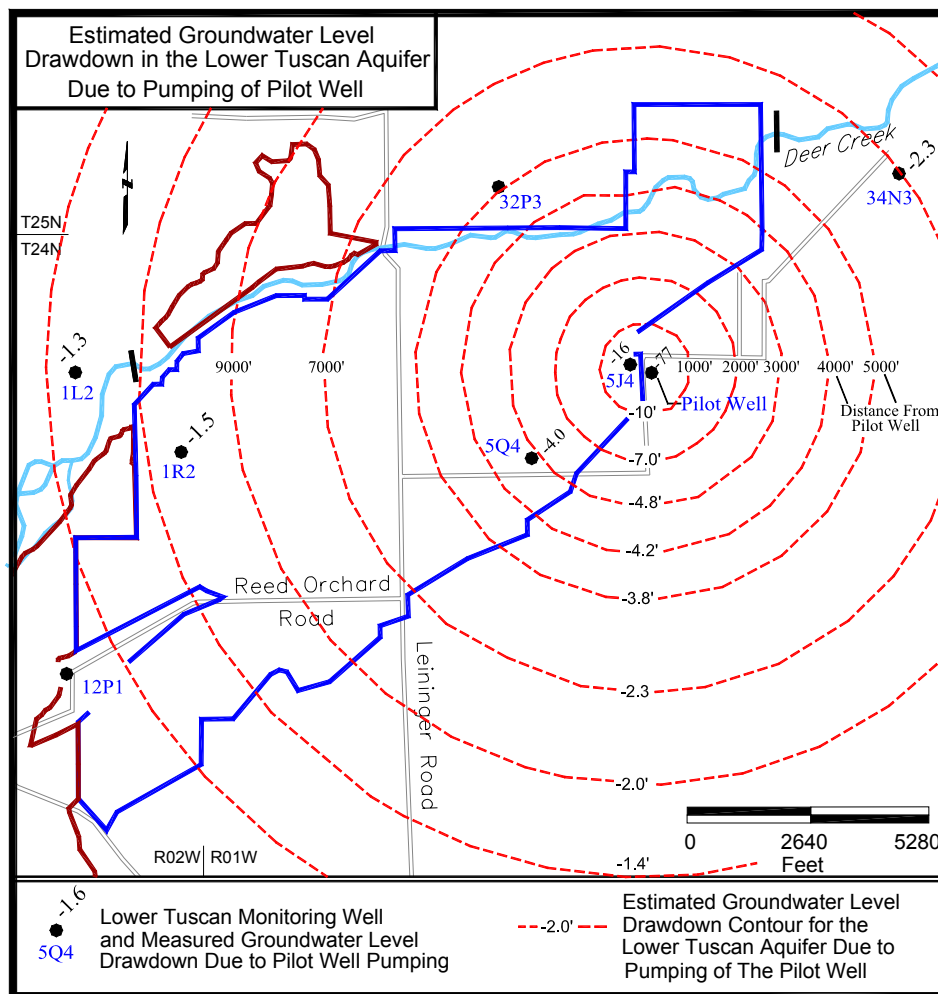 Estimated Groundwater Level
Drawdown in the Lower Tuscan Aquifer
Due to Pumping of Pilot Well
N
T25N
T24N
Deer Creek
32P3
-2.3
34N3
-1.3
1L2
9000'
7000'
-16
5J4
-77
Pilot Well
1000'
2000'
3000'
4000'
5000'
Distance From
Pilot Well
-1.5
1R2
5Q4
-4.0
-10'
-7.0'
-4.8'
-4.2'
-3.8'
-2.3
-2.0'
-1.4'
Reed Orchard
Road
Leininger Road
12P1
R02W
R01W
0
2640
5280
Feet
-1.6
5Q4
Lower Tuscan Monitoring Well
and Measured Groundwater Level
Drawdown Due to Pilot Well Pumping
-2.0'
Estimated Groundwater Level
Drawdown Contour for the
Lower Tuscan Aquifer Due to
Pumping of The Pilot Well